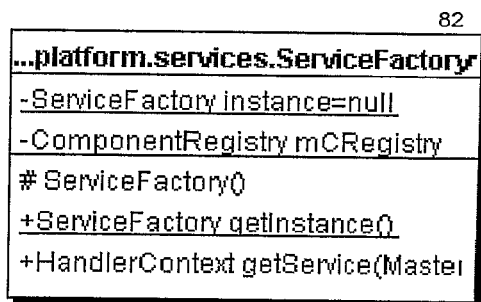 82
...platform.services.ServiceFactory
-ServiceFactory instance=null
-ComponentRegistry mCRegistry
# ServiceFactory()
+ServiceFactory getInstance()
+HandlerContext getService(Master